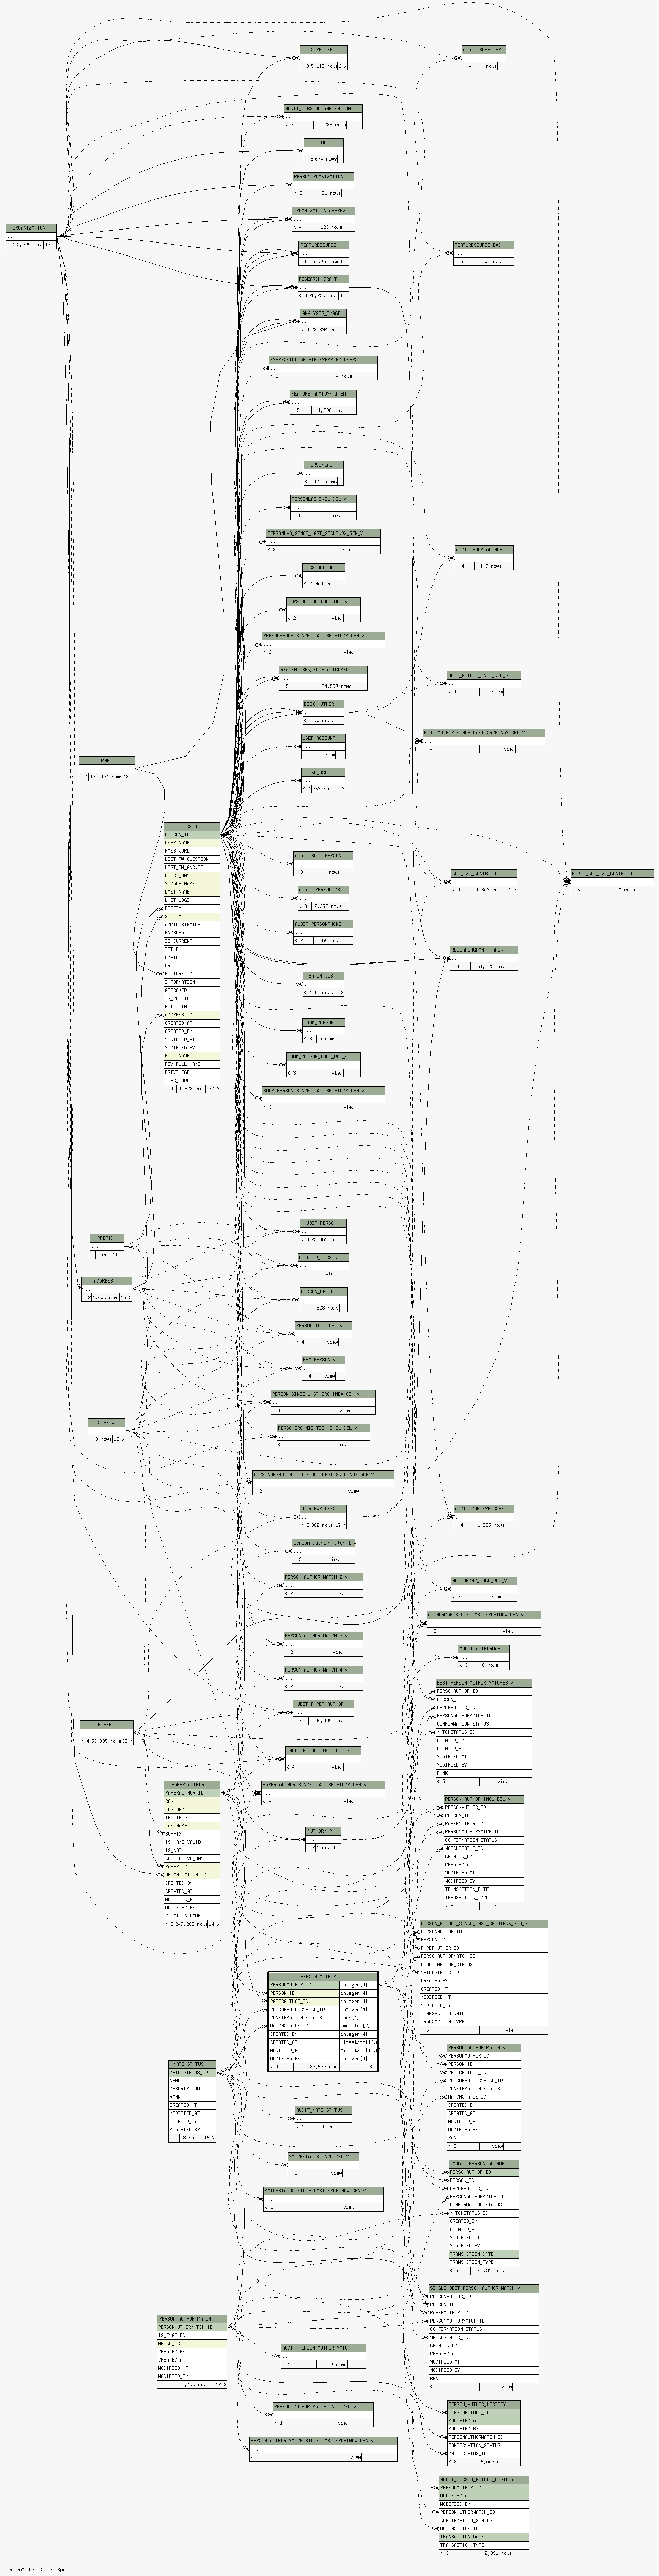 SUPPLIER
...
< 3 5,115 rows 6 >
AUDIT_SUPPLIER
...
< 4 0 rows
AUDIT_PERSONORGANIZATION
...
< 2 288 rows
JOB
...
< 5 674 rows
PERSONORGANIZATION
...
< 3 51 rows
ORGANIZATION_ABBREV
...
< 4 123 rows
ORGANIZATION
...
< 1 2,700 rows 47 >
FEATURESOURCE
...
< 6 55,906 rows 1 >
FEATURESOURCE_EXC
...
< 5 0 rows
RESEARCH_GRANT
...
< 3 26,257 rows 1 >
ANALYSIS_IMAGE
...
< 4 22,394 rows
EXPRESSION_DELETE_EXEMPTED_USERS
...
< 1 4 rows
FEATURE_ANATOMY_ITEM
...
< 5 1,808 rows
PERSONLAB
...
< 3 811 rows
PERSONLAB_INCL_DEL_V
...
< 3 view
PERSONLAB_SINCE_LAST_SRCHINDX_GEN_V
...
< 3 view
AUDIT_BOOK_AUTHOR
...
< 4 109 rows
PERSONPHONE
...
< 2 904 rows
PERSONPHONE_INCL_DEL_V
...
< 2 view
PERSONPHONE_SINCE_LAST_SRCHINDX_GEN_V
...
< 2 view
REAGENT_SEQUENCE_ALIGNMENT
...
< 5 24,597 rows
BOOK_AUTHOR_INCL_DEL_V
...
< 4 view
BOOK_AUTHOR
...
< 5 70 rows 3 >
BOOK_AUTHOR_SINCE_LAST_SRCHINDX_GEN_V
...
< 4 view
USER_ACCOUNT
...
< 1 view
IMAGE
...
< 1 124,431 rows 12 >
KB_USER
...
< 1 369 rows 1 >
PERSON
PERSON_ID
USER_NAME
PASS_WORD
LOST_PW_QUESTION
LOST_PW_ANSWER
FIRST_NAME
MIDDLE_NAME
LAST_NAME
LAST_LOGIN
PREFIX
SUFFIX
ADMINISTRATOR
ENABLED
IS_CURRENT
TITLE
EMAIL
URL
PICTURE_ID
INFORMATION
APPROVED
IS_PUBLIC
BUILT_IN
ADDRESS_ID
CREATED_AT
CREATED_BY
MODIFIED_AT
MODIFIED_BY
FULL_NAME
REV_FULL_NAME
PRIVILEGE
ILAR_CODE
< 4 1,873 rows 70 >
AUDIT_BOOK_PERSON
...
< 3 0 rows
AUDIT_PERSONLAB
...
< 3 2,373 rows
AUDIT_PERSONPHONE
...
< 2 160 rows
CUR_EXP_CONTRIBUTOR
...
< 4 1,309 rows 1 >
AUDIT_CUR_EXP_CONTRIBUTOR
...
< 5 0 rows
RESEARCHGRANT_PAPER
...
< 4 51,873 rows
BATCH_JOB
...
< 1 12 rows 1 >
BOOK_PERSON
...
< 3 0 rows
BOOK_PERSON_INCL_DEL_V
...
< 3 view
BOOK_PERSON_SINCE_LAST_SRCHINDX_GEN_V
...
< 3 view
AUDIT_PERSON
...
< 4 22,969 rows
PREFIX
...
1 row 11 >
DELETED_PERSON
...
< 4 view
ADDRESS
...
< 2 1,409 rows 15 >
PERSON_BACKUP
...
< 4 828 rows
PERSON_INCL_DEL_V
...
< 4 view
REALPERSON_V
...
< 4 view
PERSON_SINCE_LAST_SRCHINDX_GEN_V
...
< 4 view
SUFFIX
...
3 rows 13 >
PERSONORGANIZATION_INCL_DEL_V
...
< 2 view
PERSONORGANIZATION_SINCE_LAST_SRCHINDX_GEN_V
...
< 2 view
CUR_EXP_GSES
...
< 3 302 rows 17 >
AUDIT_CUR_EXP_GSES
...
< 4 1,825 rows
person_author_match_1_v
...
< 2 view
PERSON_AUTHOR_MATCH_2_V
...
< 2 view
AUTHORMAP_INCL_DEL_V
...
< 3 view
AUTHORMAP_SINCE_LAST_SRCHINDX_GEN_V
...
< 3 view
PERSON_AUTHOR_MATCH_3_V
...
< 2 view
AUDIT_AUTHORMAP
...
< 3 0 rows
PERSON_AUTHOR_MATCH_4_V
...
< 2 view
BEST_PERSON_AUTHOR_MATCHES_V
PERSONAUTHOR_ID
PERSON_ID
PAPERAUTHOR_ID
PERSONAUTHORMATCH_ID
CONFIRMATION_STATUS
MATCHSTATUS_ID
CREATED_BY
CREATED_AT
MODIFIED_AT
MODIFIED_BY
RANK
< 5 view
AUDIT_PAPER_AUTHOR
...
< 4 584,480 rows
PAPER
...
< 4 53,335 rows 38 >
PAPER_AUTHOR_INCL_DEL_V
...
< 4 view
PAPER_AUTHOR_SINCE_LAST_SRCHINDX_GEN_V
...
< 4 view
PAPER_AUTHOR
PAPERAUTHOR_ID
RANK
FORENAME
INITIALS
LASTNAME
SUFFIX
IS_NAME_VALID
IS_NOT
COLLECTIVE_NAME
PAPER_ID
ORGANIZATION_ID
CREATED_BY
CREATED_AT
MODIFIED_AT
MODIFIED_BY
CITATION_NAME
< 3 249,205 rows 14 >
AUTHORMAP
...
< 2 1 row 3 >
PERSON_AUTHOR_INCL_DEL_V
PERSONAUTHOR_ID
PERSON_ID
PAPERAUTHOR_ID
PERSONAUTHORMATCH_ID
CONFIRMATION_STATUS
MATCHSTATUS_ID
CREATED_BY
CREATED_AT
MODIFIED_AT
MODIFIED_BY
TRANSACTION_DATE
TRANSACTION_TYPE
< 5 view
PERSON_AUTHOR_SINCE_LAST_SRCHINDX_GEN_V
PERSONAUTHOR_ID
PERSON_ID
PAPERAUTHOR_ID
PERSONAUTHORMATCH_ID
CONFIRMATION_STATUS
MATCHSTATUS_ID
CREATED_BY
CREATED_AT
MODIFIED_AT
MODIFIED_BY
TRANSACTION_DATE
TRANSACTION_TYPE
< 5 view
PERSON_AUTHOR
PERSONAUTHOR_ID integer[4]
PERSON_ID integer[4]
PAPERAUTHOR_ID integer[4]
PERSONAUTHORMATCH_ID integer[4]
CONFIRMATION_STATUS char[1]
MATCHSTATUS_ID smallint[2]
CREATED_BY integer[4]
CREATED_AT timestamp[16,6]
MODIFIED_AT timestamp[16,6]
MODIFIED_BY integer[4]
< 4 37,532 rows 8 >
PERSON_AUTHOR_MATCH_V
PERSONAUTHOR_ID
PERSON_ID
PAPERAUTHOR_ID
PERSONAUTHORMATCH_ID
CONFIRMATION_STATUS
MATCHSTATUS_ID
CREATED_BY
CREATED_AT
MODIFIED_AT
MODIFIED_BY
RANK
< 5 view
MATCHSTATUS
MATCHSTATUS_ID
NAME
DESCRIPTION
RANK
CREATED_AT
MODIFIED_AT
CREATED_BY
MODIFIED_BY
8 rows 16 >
AUDIT_MATCHSTATUS
...
< 1 0 rows
MATCHSTATUS_INCL_DEL_V
...
< 1 view
MATCHSTATUS_SINCE_LAST_SRCHINDX_GEN_V
...
< 1 view
AUDIT_PERSON_AUTHOR
PERSONAUTHOR_ID
PERSON_ID
PAPERAUTHOR_ID
PERSONAUTHORMATCH_ID
CONFIRMATION_STATUS
MATCHSTATUS_ID
CREATED_BY
CREATED_AT
MODIFIED_AT
MODIFIED_BY
TRANSACTION_DATE
TRANSACTION_TYPE
< 5 42,398 rows
SINGLE_BEST_PERSON_AUTHOR_MATCH_V
PERSONAUTHOR_ID
PERSON_ID
PAPERAUTHOR_ID
PERSONAUTHORMATCH_ID
CONFIRMATION_STATUS
MATCHSTATUS_ID
CREATED_BY
CREATED_AT
MODIFIED_AT
MODIFIED_BY
RANK
< 5 view
PERSON_AUTHOR_MATCH
PERSONAUTHORMATCH_ID
IS_EMAILED
MATCH_TS
CREATED_BY
CREATED_AT
MODIFIED_AT
MODIFIED_BY
6,479 rows 12 >
AUDIT_PERSON_AUTHOR_MATCH
...
< 1 0 rows
PERSON_AUTHOR_MATCH_INCL_DEL_V
...
< 1 view
PERSON_AUTHOR_MATCH_SINCE_LAST_SRCHINDX_GEN_V
...
< 1 view
PERSON_AUTHOR_HISTORY
PERSONAUTHOR_ID
MODIFIED_AT
MODIFIED_BY
PERSONAUTHORMATCH_ID
CONFIRMATION_STATUS
MATCHSTATUS_ID
< 3 6,003 rows
AUDIT_PERSON_AUTHOR_HISTORY
PERSONAUTHOR_ID
MODIFIED_AT
MODIFIED_BY
PERSONAUTHORMATCH_ID
CONFIRMATION_STATUS
MATCHSTATUS_ID
TRANSACTION_DATE
TRANSACTION_TYPE
< 3 2,891 rows
Generated by SchemaSpy